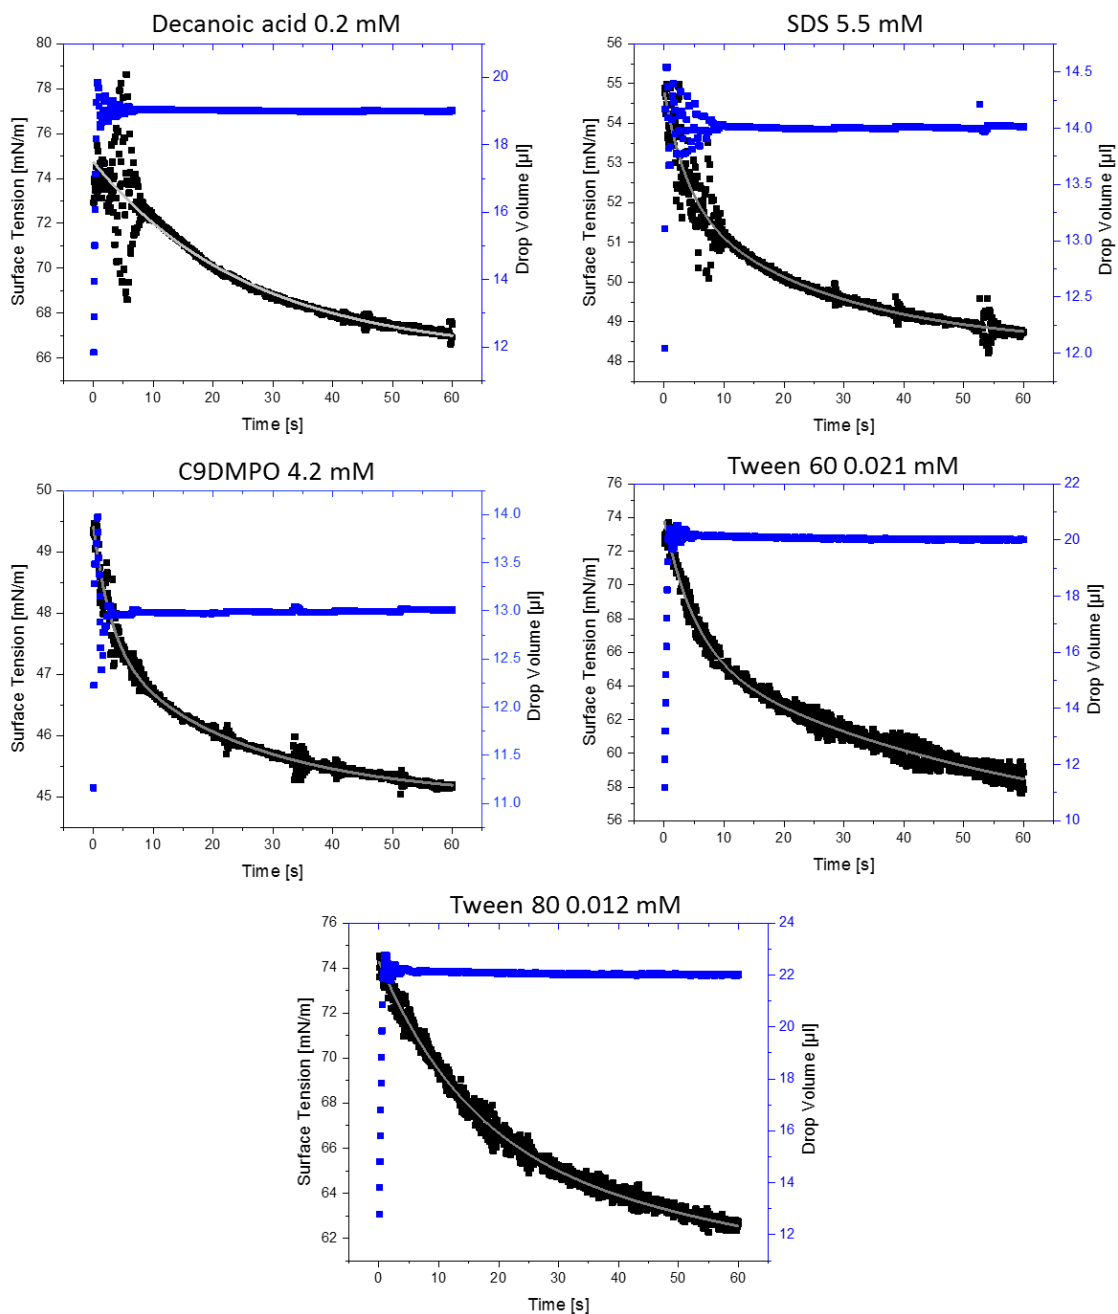 Decanoic acid 0.2 mM
80
78
76
74
72
70
68
66
Surface Tension [mN/m]
20
18
16
14
12
Drop Volume [µl]
0 10 20 30 40 50 60
Time [s]
SDS 5.5 mM
56
55
54
53
52
51
50
49
48
Surface Tension [mN/m]
14.5
14.0
13.5
13.0
12.5
12.0
Drop Volume [µl]
0 10 20 30 40 50 60
Time [s]
C9DMPO 4.2 mM
50
49
48
47
46
45
Surface Tension [mN/m]
14.0
13.5
13.0
12.5
12.0
11.5
11.0
Drop Volume [µl]
0 10 20 30 40 50 60
Time [s]
Tween 60 0.021 mM
76
74
72
70
68
66
64
62
60
58
56
Surface Tension [mN/m]
22
20
18
16
14
12
10
Drop Volume [µl]
0 10 20 30 40 50 60
Time [s]
Tween 80 0.012 mM
76
74
72
70
68
66
64
62
Surface Tension [mN/m]
24
22
20
18
16
14
12
Drop Volume [µl]
0 10 20 30 40 50 60
Time [s]